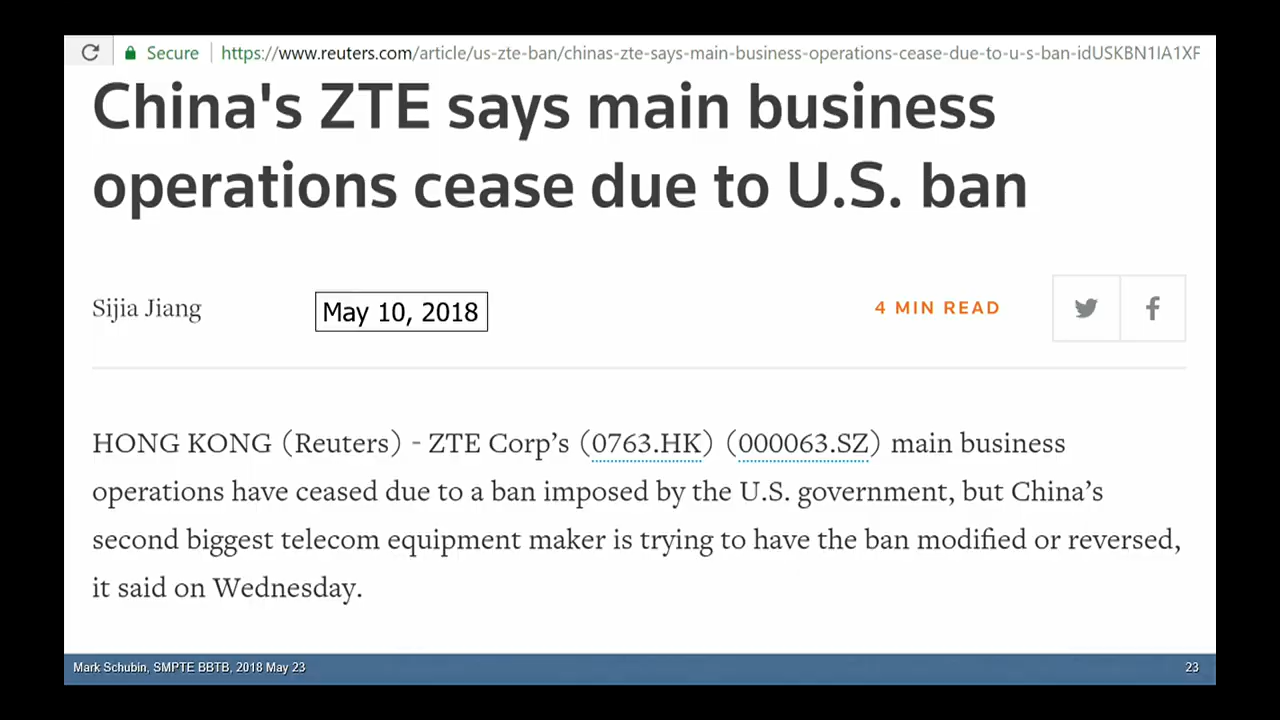 Secure https://www.reuters.com/article/us-zte-ban/chinas-zte-says-main-business-operations-cease-due-to-u-s-ban-idUSKBN1IA1XF
China's ZTE says main business
operations cease due to U.S. ban
Sijia Jiang May 10, 2018 4 MIN READ
HONG KONG (Reuters) - ZTE Corp’s (0763.HK) (000063.SZ) main business
operations have ceased due to a ban imposed by the U.S. government, but China’s
second biggest telecom equipment maker is trying to have the ban modified or reversed,
it said on Wednesday.
Mark Schubin, SMPTE BBTB, 2018 May 23 23